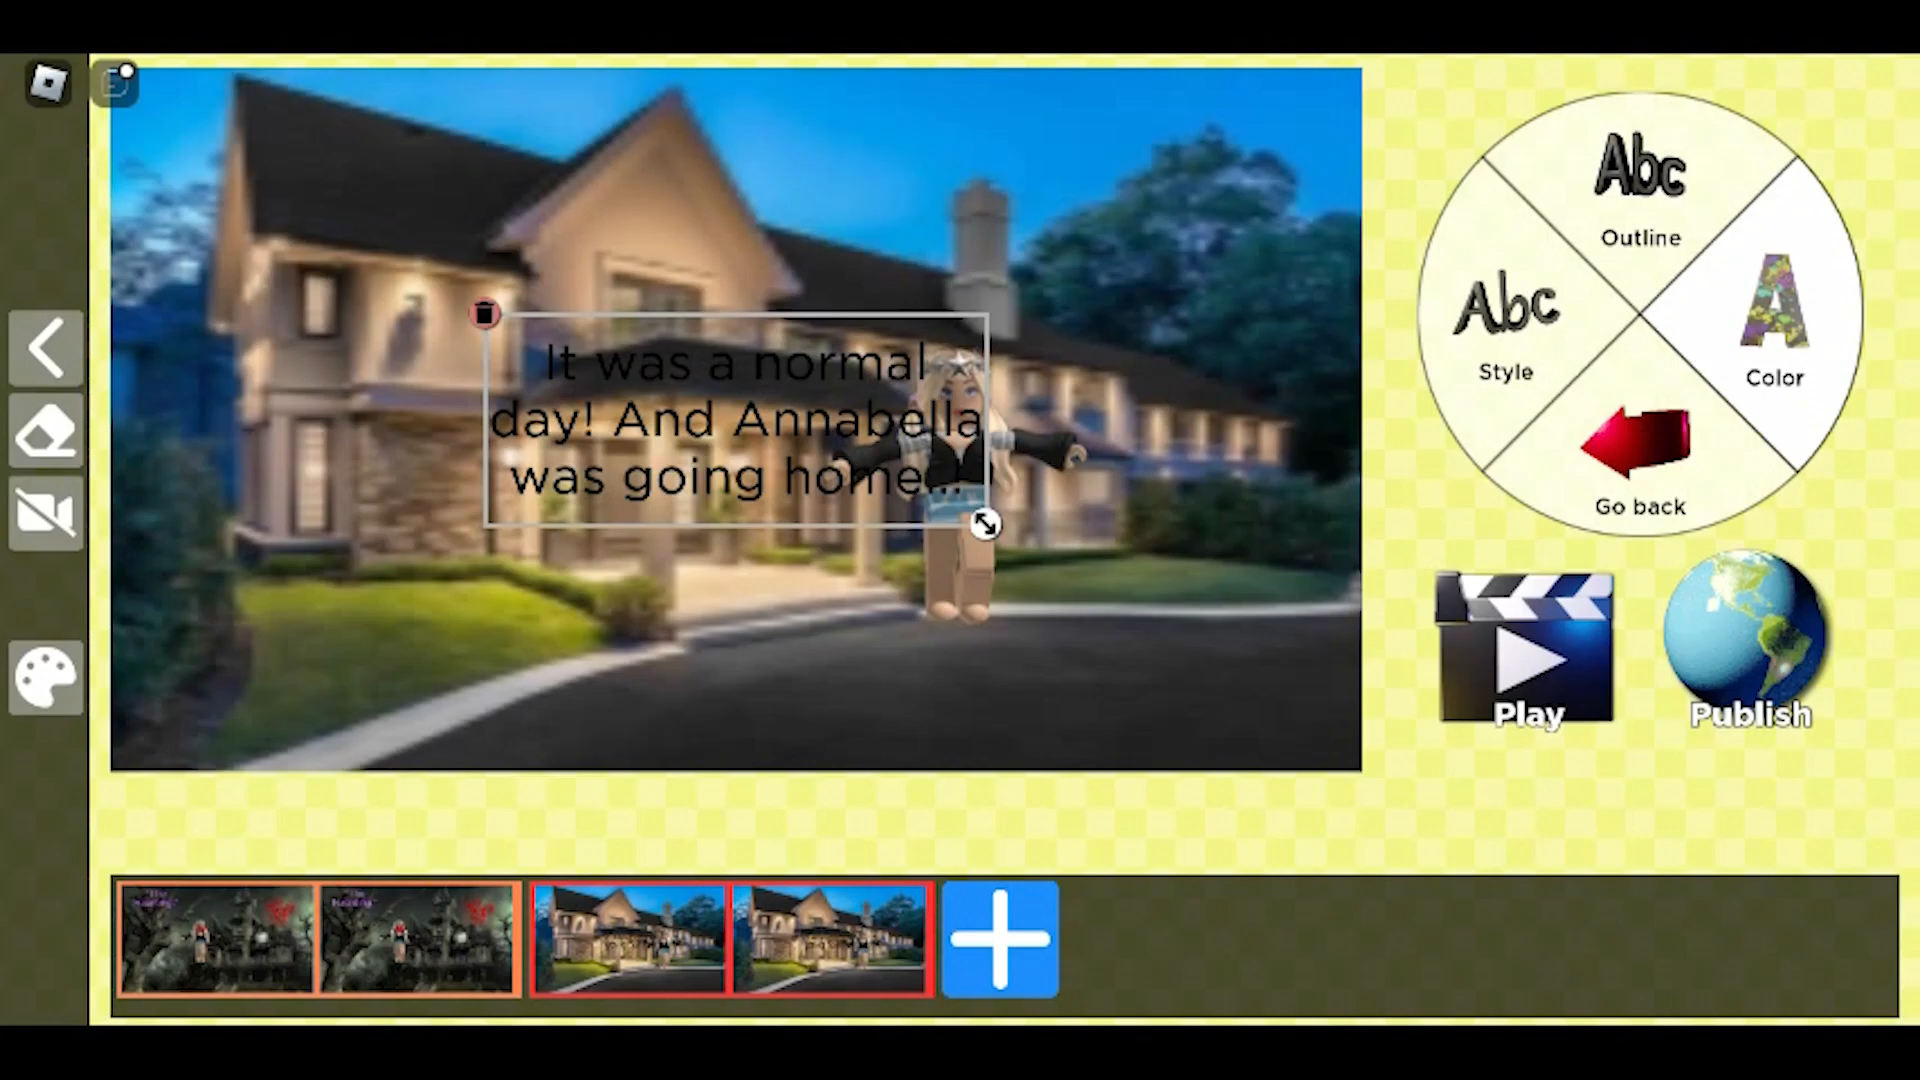 It was a normal
day! And Annabella
was going home...
Abc
Outline
Abc
Style
A
Color
Go back
Play
Publish